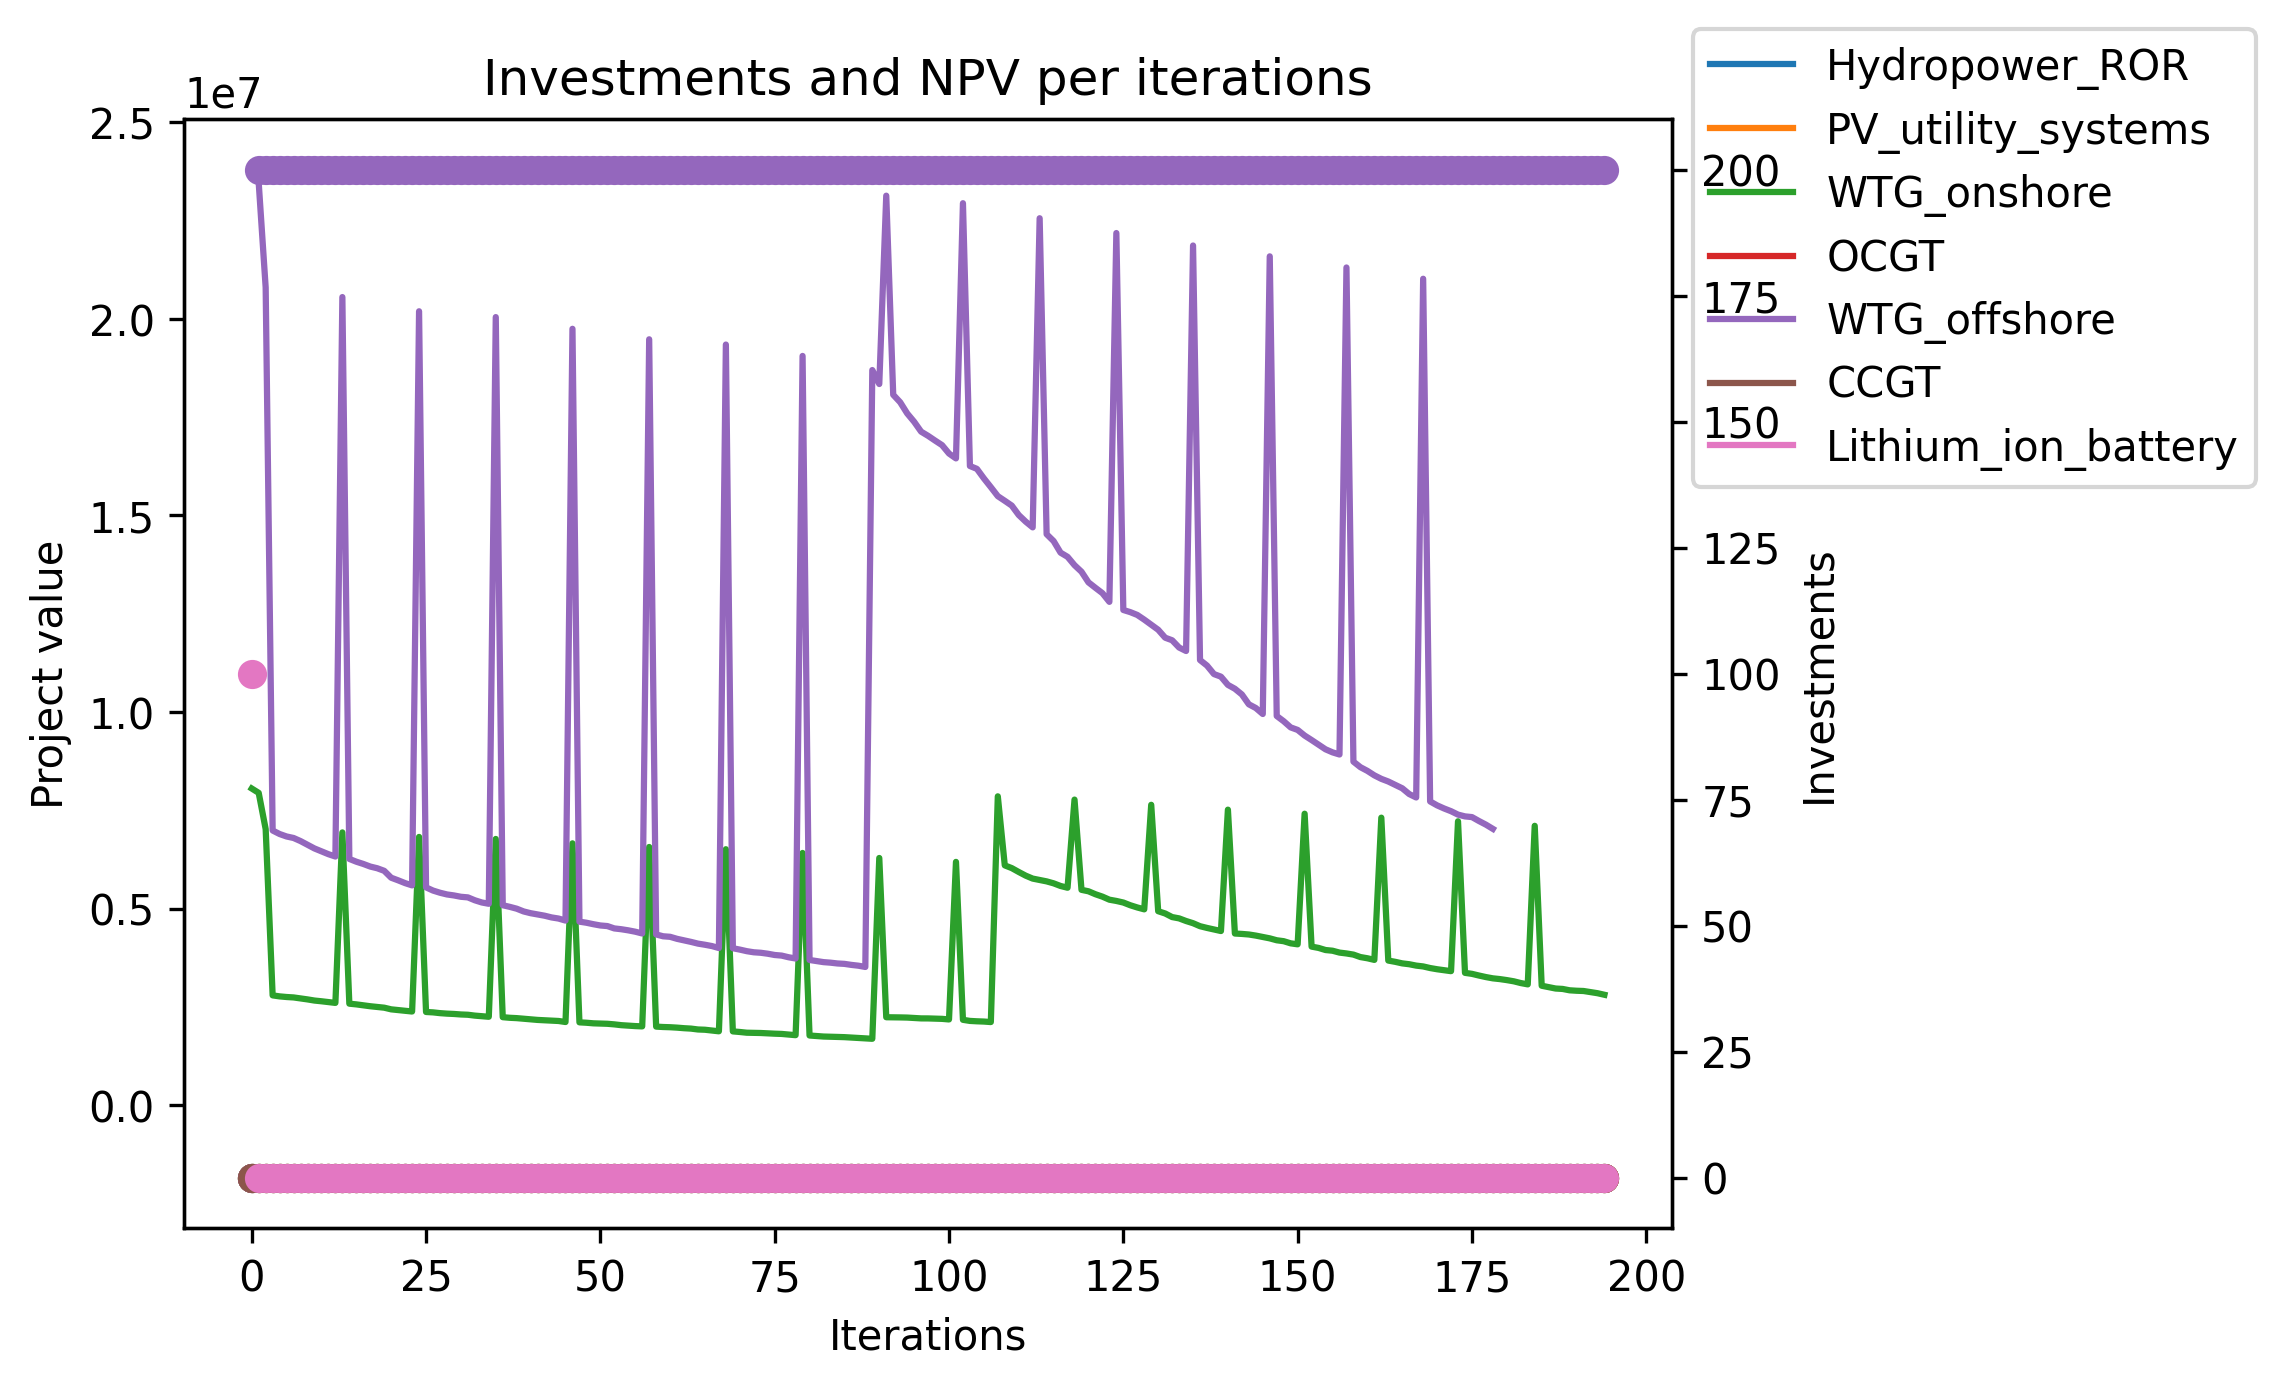 Investments and NPV per iterations
1e7
2.5
2.0
1.5
1.0
0.5
0.0
Project value
0
25
50
75
100
125
150
175
200
Iterations
200
175
150
125
100
75
50
25
0
Investments
Hydropower_ROR
PV_utility_systems
WTG_onshore
OCGT
WTG_offshore
CCGT
Lithium_ion_battery